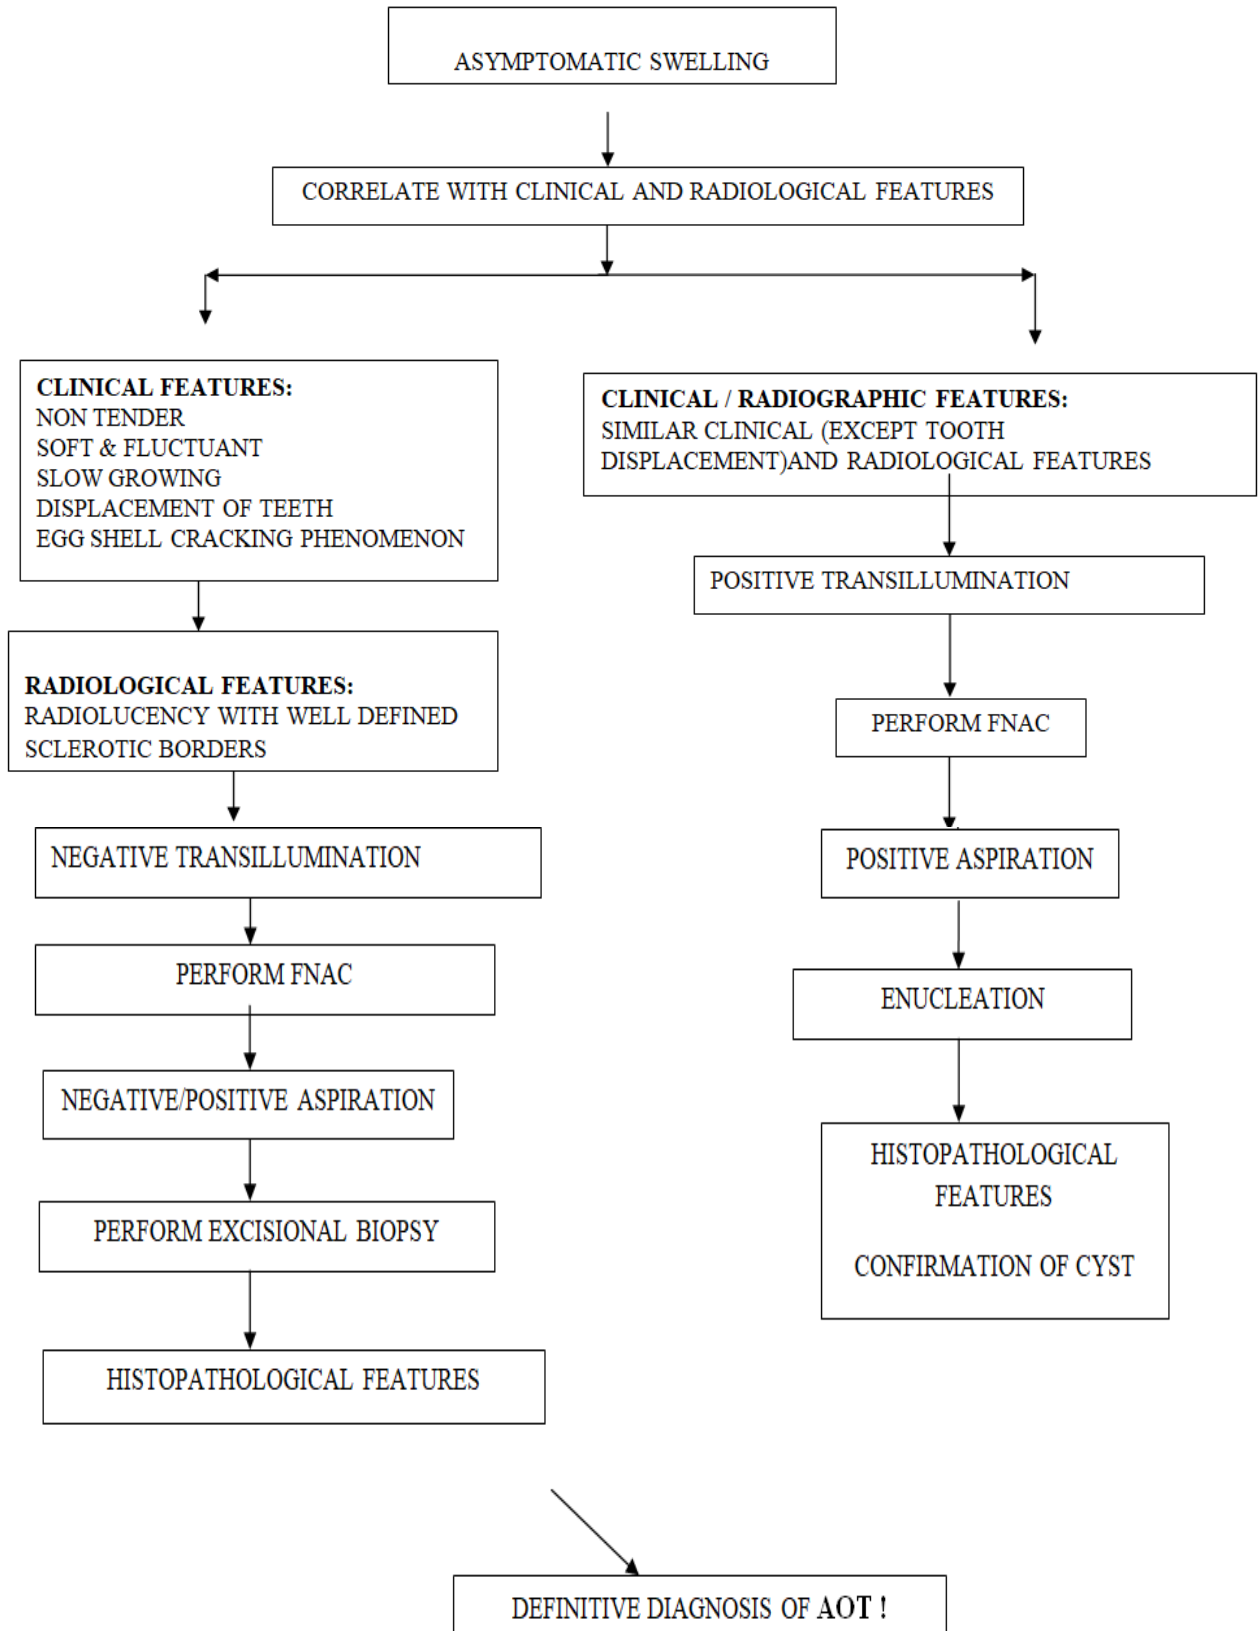 ASYMPTOMATIC SWELLING
CORRELATE WITH CLINICAL AND RADIOLOGICAL FEATURES
CLINICAL FEATURES:
NON TENDER
SOFT & FLUCTUANT
SLOW GROWING
DISPLACEMENT OF TEETH
EGG SHELL CRACKING PHENOMENON
RADIOLOGICAL FEATURES:
RADIOLUCENCY WITH WELL DEFINED
SCLEROTIC BORDERS
NEGATIVE TRANSILLUMINATION
PERFORM FNAC
NEGATIVE/POSITIVE ASPIRATION
PERFORM EXCISIONAL BIOPSY
HISTOPATHOLOGICAL FEATURES
CLINICAL / RADIOGRAPHIC FEATURES:
SIMILAR CLINICAL (EXCEPT TOOTH
DISPLACEMENT)AND RADIOLOGICAL FEATURES
POSITIVE TRANSILLUMINATION
PERFORM FNAC
POSITIVE ASPIRATION
ENUCLEATION
HISTOPATHOLOGICAL
FEATURES
CONFIRMATION OF CYST
DEFINITIVE DIAGNOSIS OF AOT !